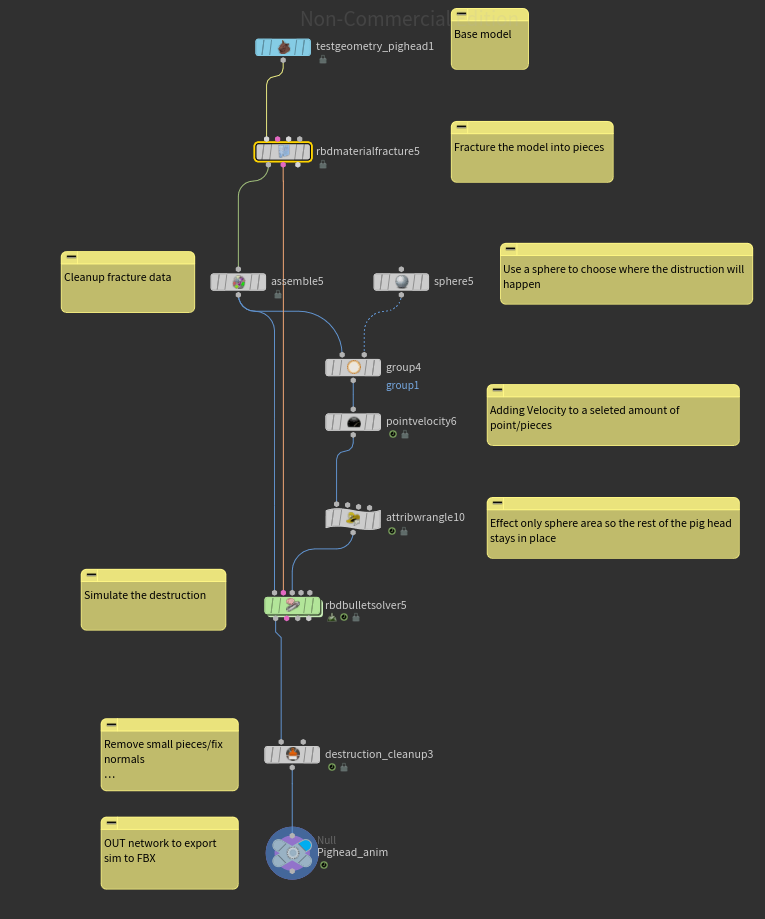 Non-Commercial Edition
Base model
testgeometry_pighead1
rbdmaterialfracture5
Fracture the model into pieces
Cleanup fracture data
assemble5
sphere5
Use a sphere to choose where the distruction will
happen
group4
group1
Adding Velocity to a seleted amount of
point/pieces
pointvelocity6
attribwrangle10
Effect only sphere area so the rest of the pig head
stays in place
Simulate the destruction
rbdbulletsolver5
Remove small pieces/fix
normals
...
destruction_cleanup3
OUT network to export
sim to FBX
Null
Pighead_anim